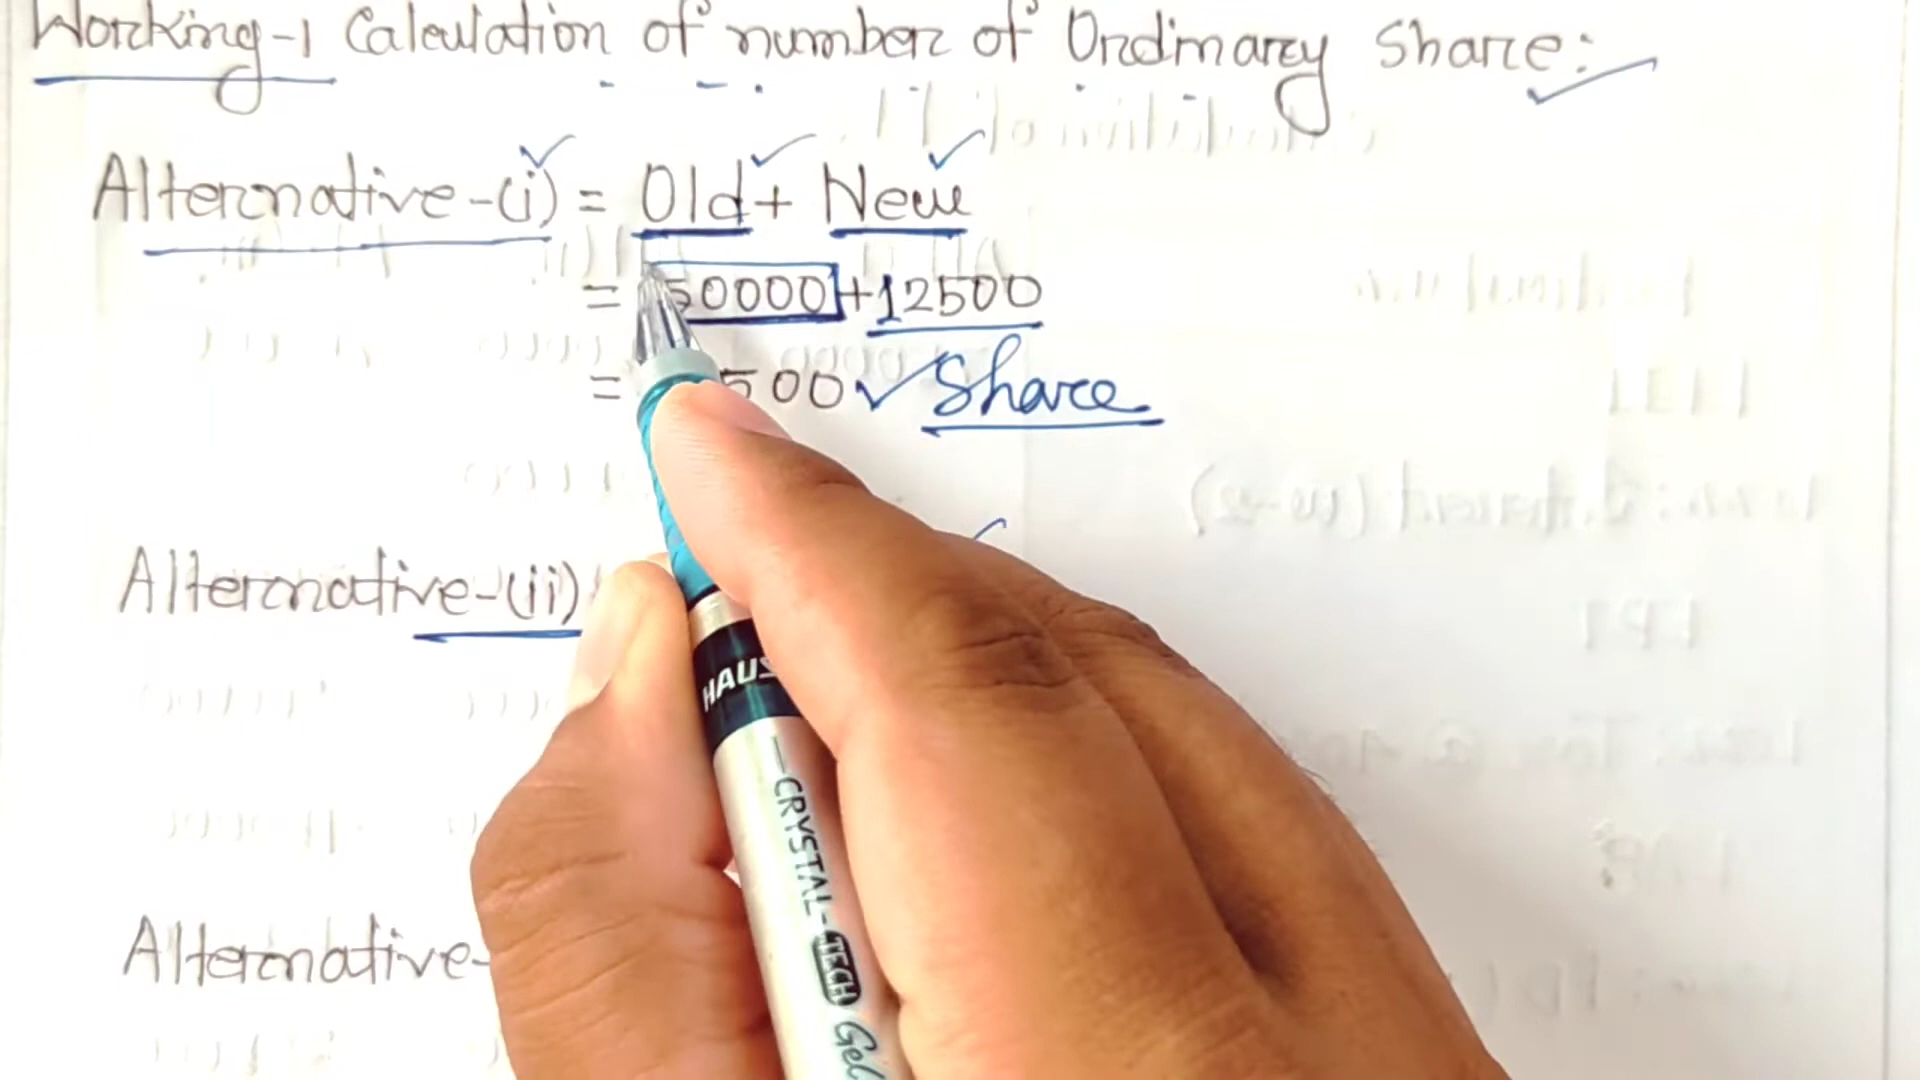 Working-1 Calculation of number of Ordinary Share:
Alternative-(i) = Old + New
= 50000 + 12500
= 500 Share
Alternative-(ii)
Alternative-
HAUS
CRYSTAL-TECH Gel